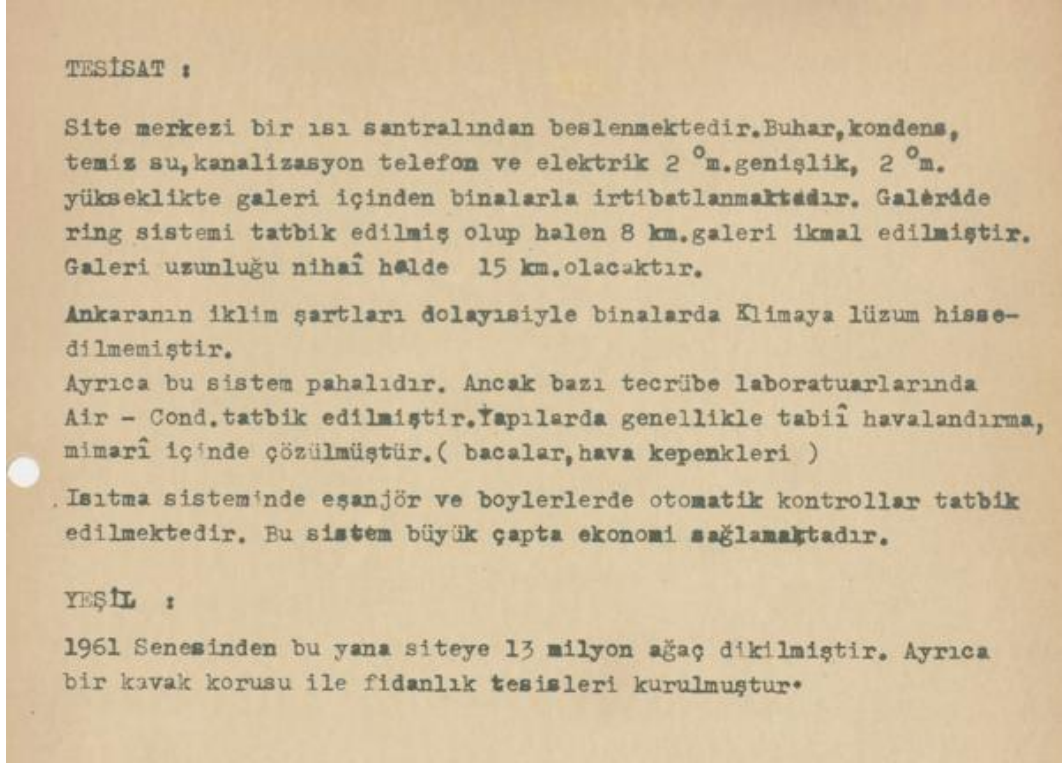 TESİSAT :
Site merkezi bir ısı santralından beslenmektedir.Buhar,kondens,
temiz su,kanalizasyon telefon ve elektrik 2 ºm.genişlik, 2 ºm.
yükseklikte galeri içinden binalarla irtibatlanmaktadır. Galeride
ring sistemi tatbik edilmiş olup halen 8 km.galeri ikmal edilmiştir.
Galeri uzunluğu nihaî halde 15 km.olacaktır.
Ankaranın iklim şartları dolayısiyle binalarda Klimaya lüzum hisse-
dilmemiştir.
Ayrıca bu sistem pahalıdır. Ancak bazı tecrübe laboratuarlarında
Air - Cond.tatbik edilmiştir.Yapılarda genellikle tabiî havalandırma,
mimarî içinde çözülmüştür.( bacalar,hava kepenkleri )
Isıtma sisteminde eşanjör ve boylerlerde otomatik kontrollar tatbik
edilmektedir. Bu sistem büyük çapta ekonomi sağlamaktadır.
YEŞİL :
1961 Senesinden bu yana siteye 13 milyon ağaç dikilmiştir. Ayrıca
bir kavak korusu ile fidanlık tesisleri kurulmuştur.